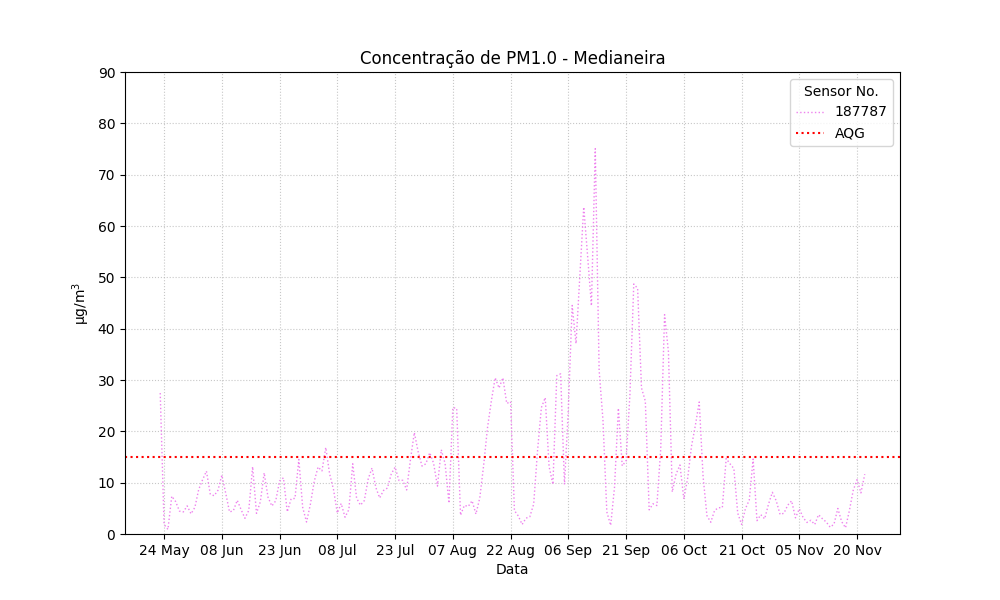 Concentração de PM1.0 - Medianeira
Sensor No.
187787
AQG
90
80
70
60
50
40
30
20
10
0
µg/m³
24 May 08 Jun 23 Jun 08 Jul 23 Jul 07 Aug 22 Aug 06 Sep 21 Sep 06 Oct 21 Oct 05 Nov 20 Nov
Data